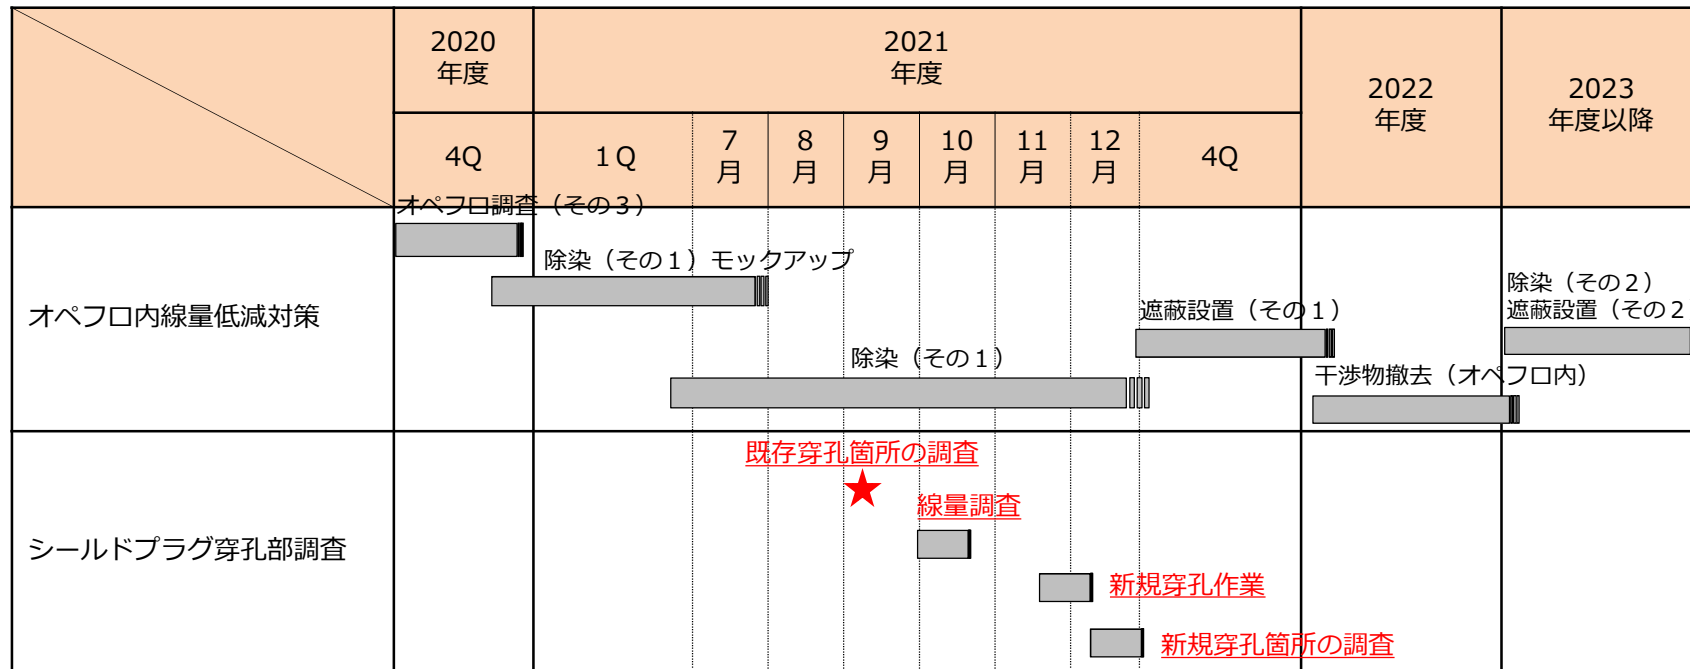 2020
年度
2021
年度
2022
年度
2023
年度以降
4Q
1Q
7
月
8
月
9
月
10
月
11
月
12
月
4Q
オペフロ内線量低減対策
オペフロ調査（その３）
除染（その１）モックアップ
除染（その１）
遮蔽設置（その１）
干渉物撤去（オペフロ内）
除染（その２）
遮蔽設置（その２
シールドプラグ穿孔部調査
既存穿孔箇所の調査
線量調査
新規穿孔作業
新規穿孔箇所の調査